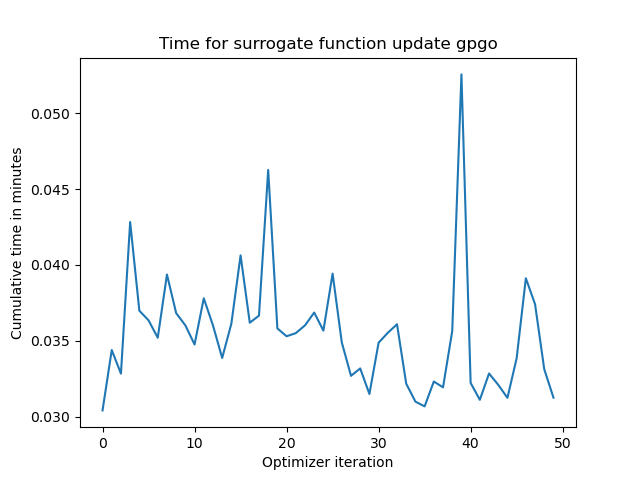 Time for surrogate function update gpgo
Cumulative time in minutes
0.050
0.045
0.040
0.035
0.030
0 10 20 30 40 50
Optimizer iteration